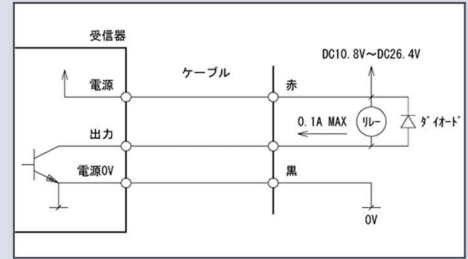 受信器
ケーブル
DC10.8V～DC26.4V
電源
赤
0.1A MAX
リレー
ダイオード
出力
電源0V
黒
0V